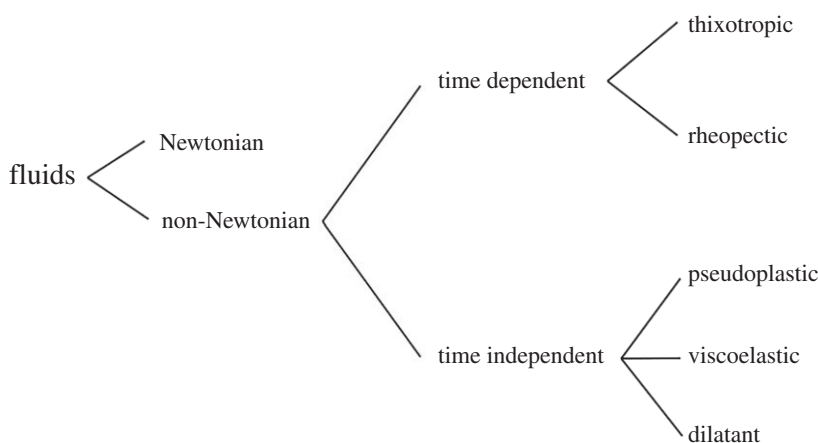 fluids
Newtonian
non-Newtonian
time dependent
thixotropic
rheopectic
time independent
pseudoplastic
viscoelastic
dilatant